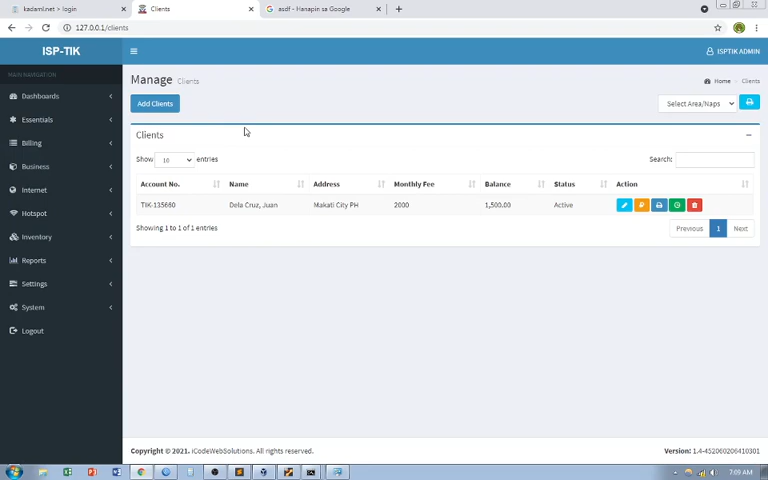 kadaml.net > login
Clients
asdf - Hanapin sa Google
127.0.0.1/clients
ISP-TIK
ISPTIK ADMIN
MAIN NAVIGATION
Dashboards
Essentials
Billing
Business
Internet
Hotspot
Inventory
Reports
Settings
System
Logout
Manage Clients
Home Clients
Add Clients
Select Area/Naps
Clients
Show 10 entries
Search:
Account No. Name Address Monthly Fee Balance Status Action
TIK-135660 Dela Cruz, Juan Makati City PH 2000 1,500.00 Active
Showing 1 to 1 of 1 entries
Previous 1 Next
Copyright © 2021. iCodeWebSolutions. All rights reserved.
Version: 1.4-452060206410301
7:09 AM